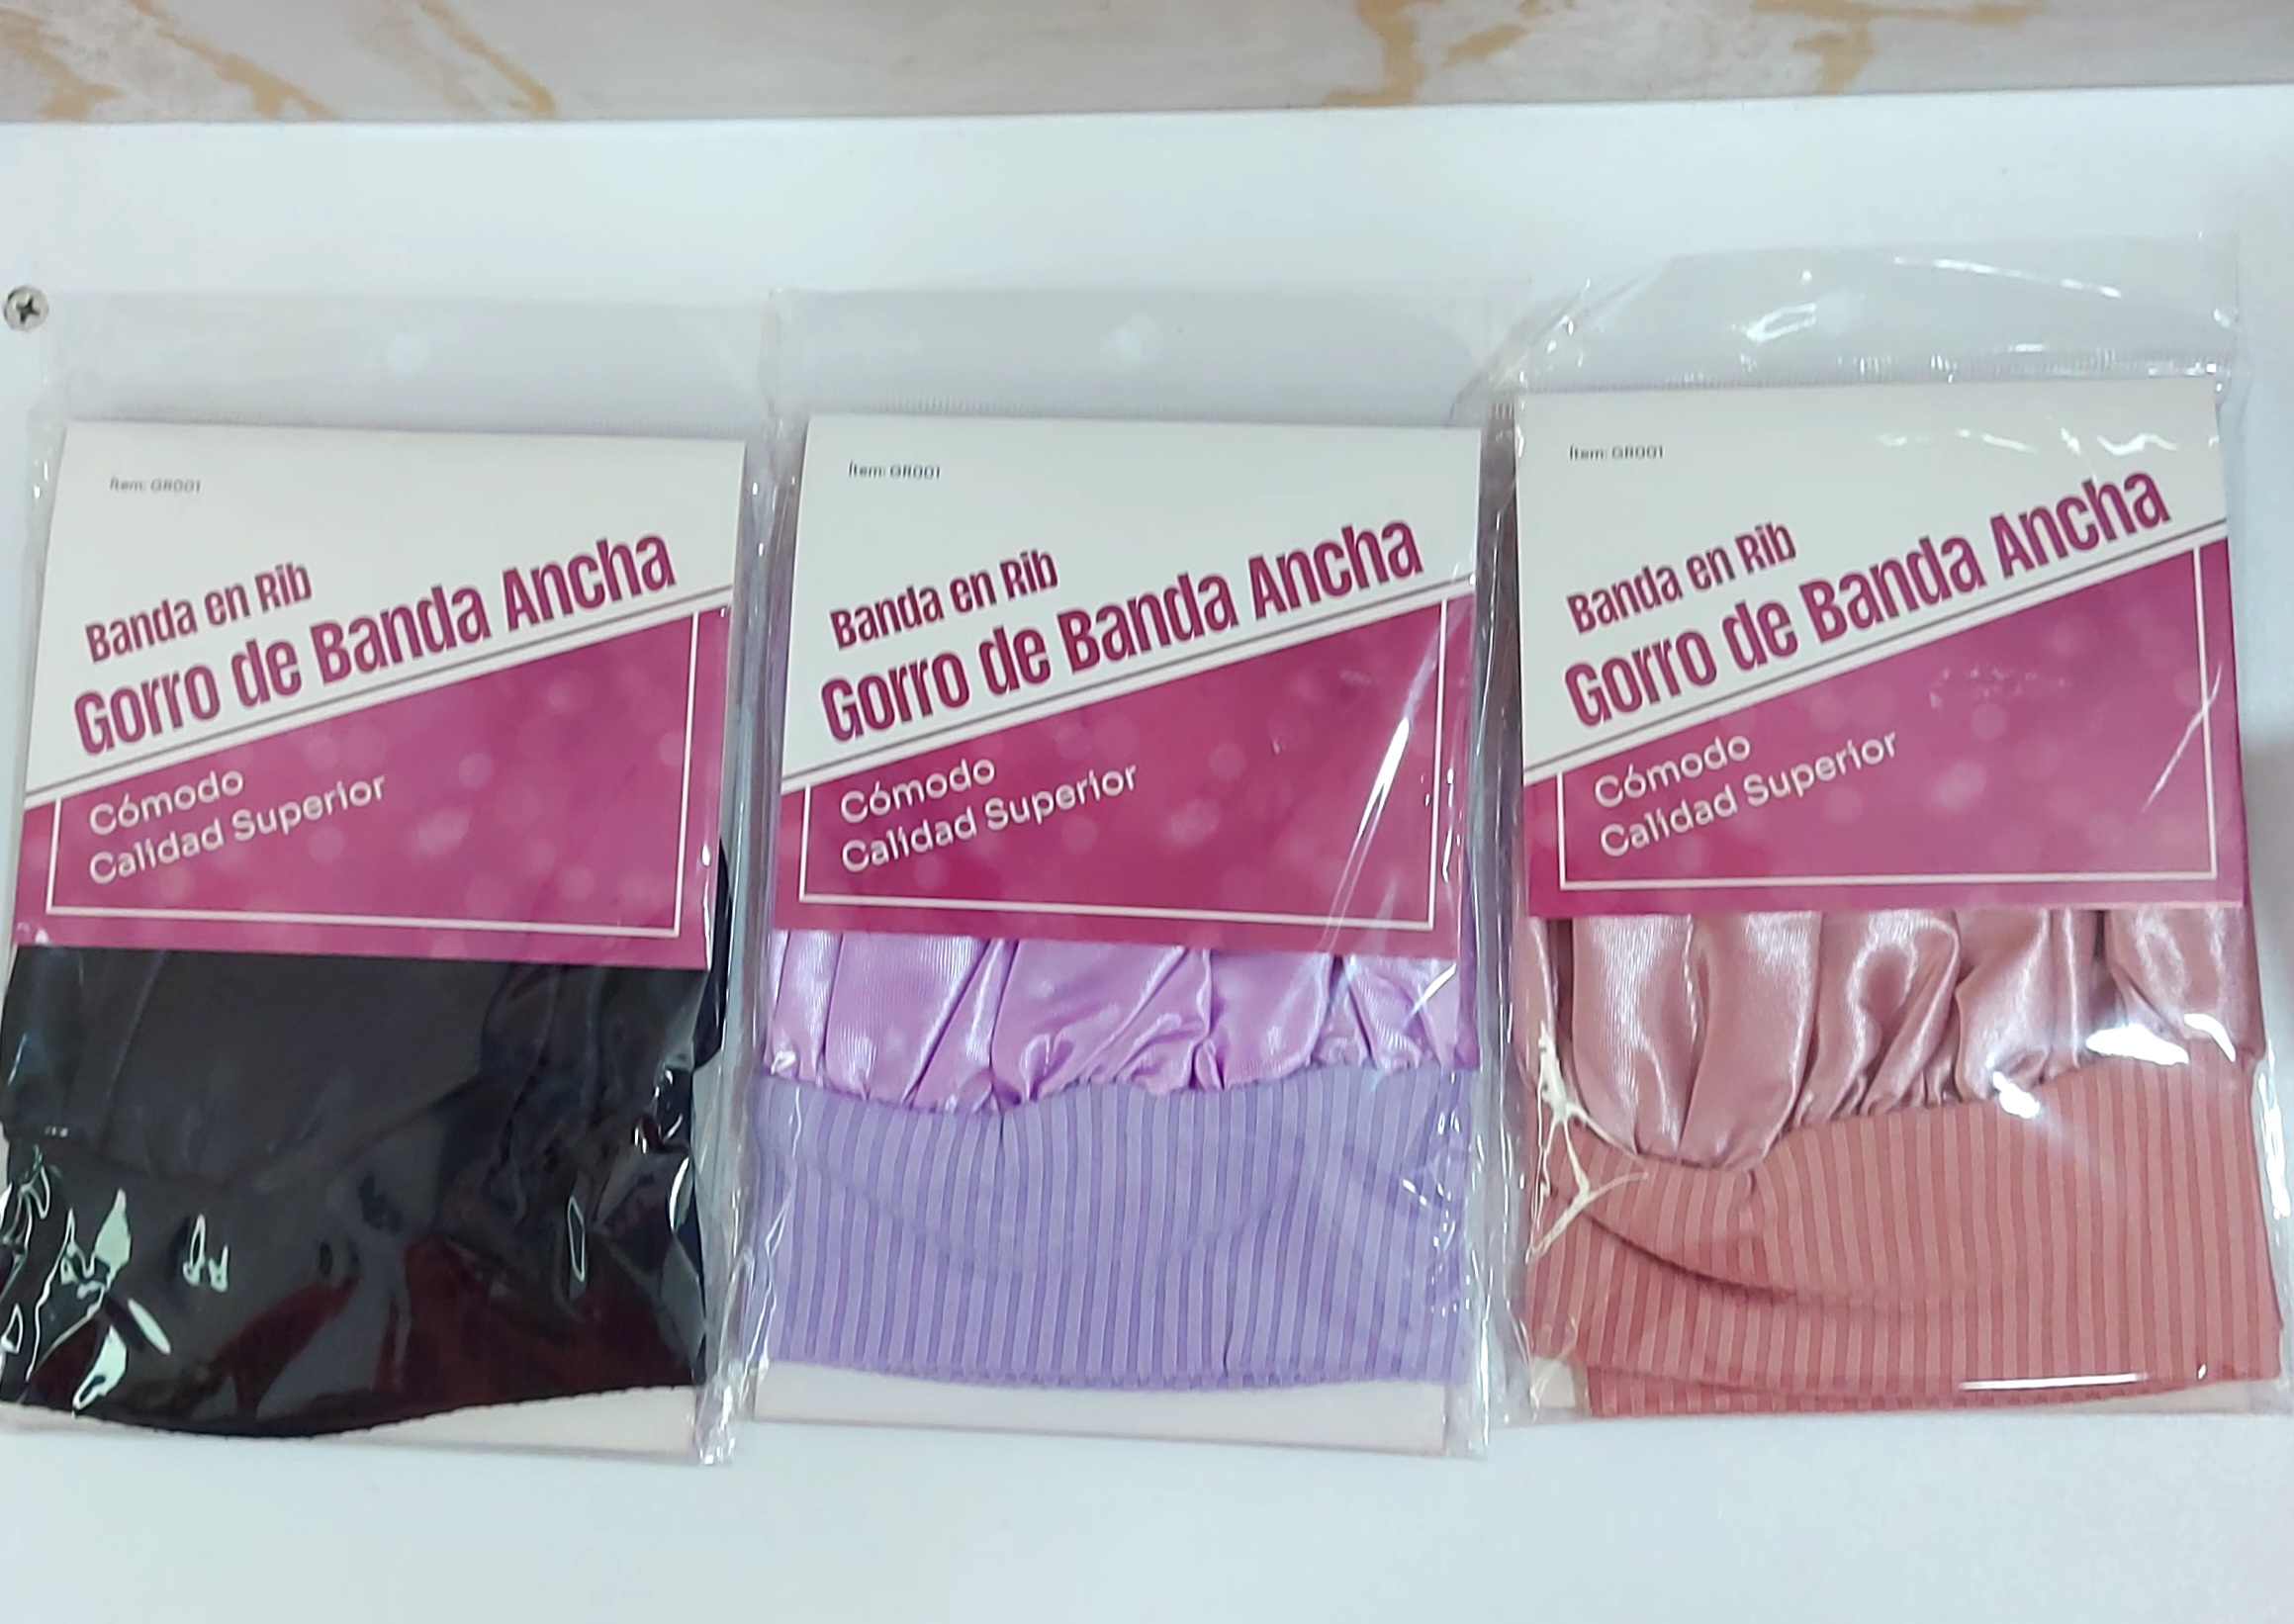 Ítem: GR001
Banda en Rib
Gorro de Banda Ancha
Cómodo
Calidad Superior
Ítem: GR001
Banda en Rib
Gorro de Banda Ancha
Cómodo
Calidad Superior
Ítem: GR001
Banda en Rib
Gorro de Banda Ancha
Cómodo
Calidad Superior